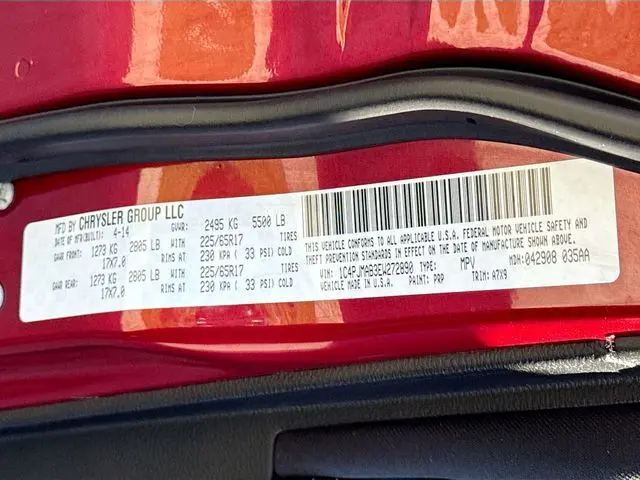 MFD BY CHRYSLER GROUP LLC
DATE OF MFR(BUILT): 4-14 GVWR: 2495 KG 5500 LB
GAWR FRONT: 1273 KG 2805 LB WITH 225/65R17 TIRES
17X7.0 RIMS AT 230 KPA ( 33 PSI) COLD
GAWR REAR: 1273 KG 2805 LB WITH 225/65R17 TIRES
17X7.0 RIMS AT 230 KPA ( 33 PSI) COLD
THIS VEHICLE CONFORMS TO ALL APPLICABLE U.S.A. FEDERAL MOTOR VEHICLE SAFETY AND
THEFT PREVENTION STANDARDS IN EFFECT ON THE DATE OF MANUFACTURE SHOWN ABOVE.
VIN: 1C4PJMAB3EW272890 TYPE: MPV MDH: 042908 035AA
VEHICLE MADE IN U.S.A. PAINT: PRP TRIM: A7X9